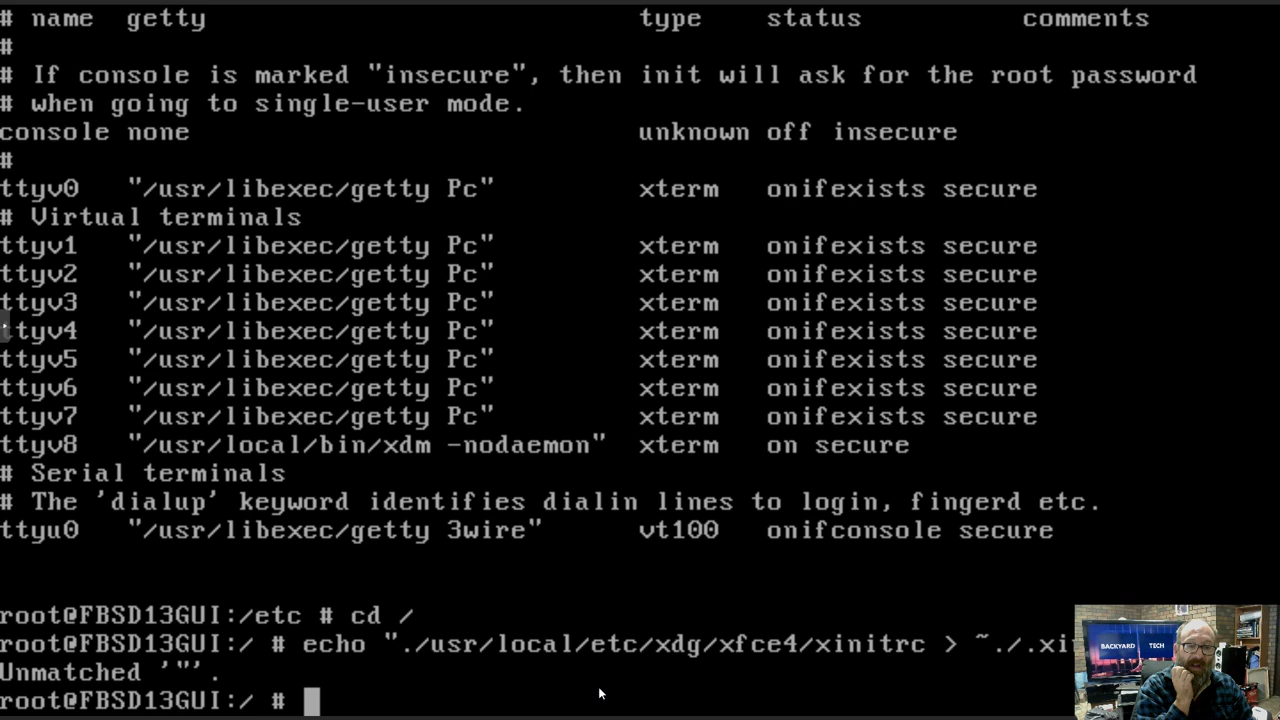 # name getty type status comments
#
# If console is marked "insecure", then init will ask for the root password
# when going to single-user mode.
console none unknown off insecure
#
ttyv0 "/usr/libexec/getty Pc" xterm onifexists secure
# Virtual terminals
ttyv1 "/usr/libexec/getty Pc" xterm onifexists secure
ttyv2 "/usr/libexec/getty Pc" xterm onifexists secure
ttyv3 "/usr/libexec/getty Pc" xterm onifexists secure
ttyv4 "/usr/libexec/getty Pc" xterm onifexists secure
ttyv5 "/usr/libexec/getty Pc" xterm onifexists secure
ttyv6 "/usr/libexec/getty Pc" xterm onifexists secure
ttyv7 "/usr/libexec/getty Pc" xterm onifexists secure
ttyv8 "/usr/local/bin/xdm -nodaemon" xterm on secure
# Serial terminals
# The 'dialup' keyword identifies dialin lines to login, fingerd etc.
ttyu0 "/usr/libexec/getty 3wire" vt100 onifconsole secure
root@FBSD13GUI:/etc # cd /
root@FBSD13GUI:/ # echo "./usr/local/etc/xdg/xfce4/xinitrc > ~./.xi
Unmatched '"'.
root@FBSD13GUI:/ #
BACKYARD TECH